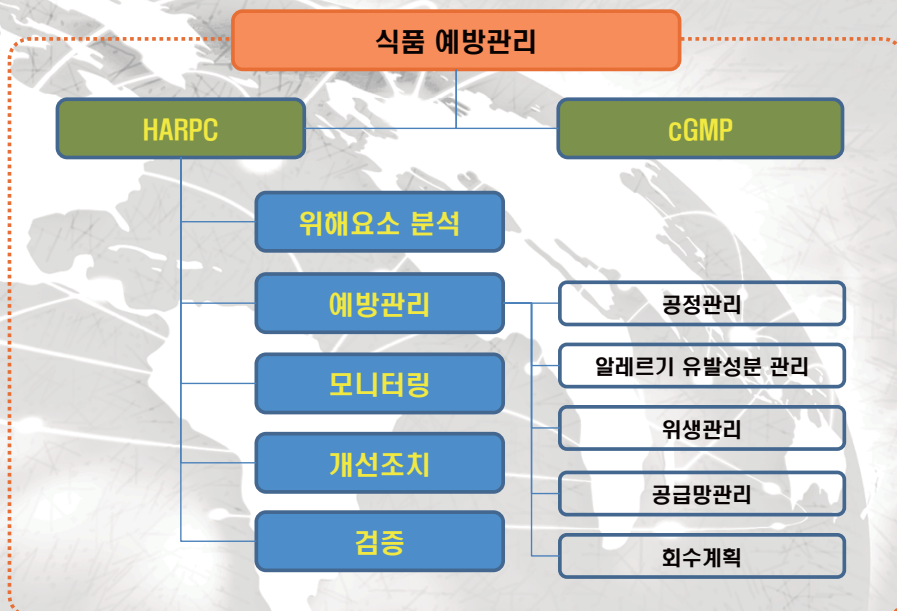 식품 예방관리
HARPC
cGMP
위해요소 분석
예방관리
모니터링
개선조치
검증
공정관리
알레르기 유발성분 관리
위생관리
공급망관리
회수계획